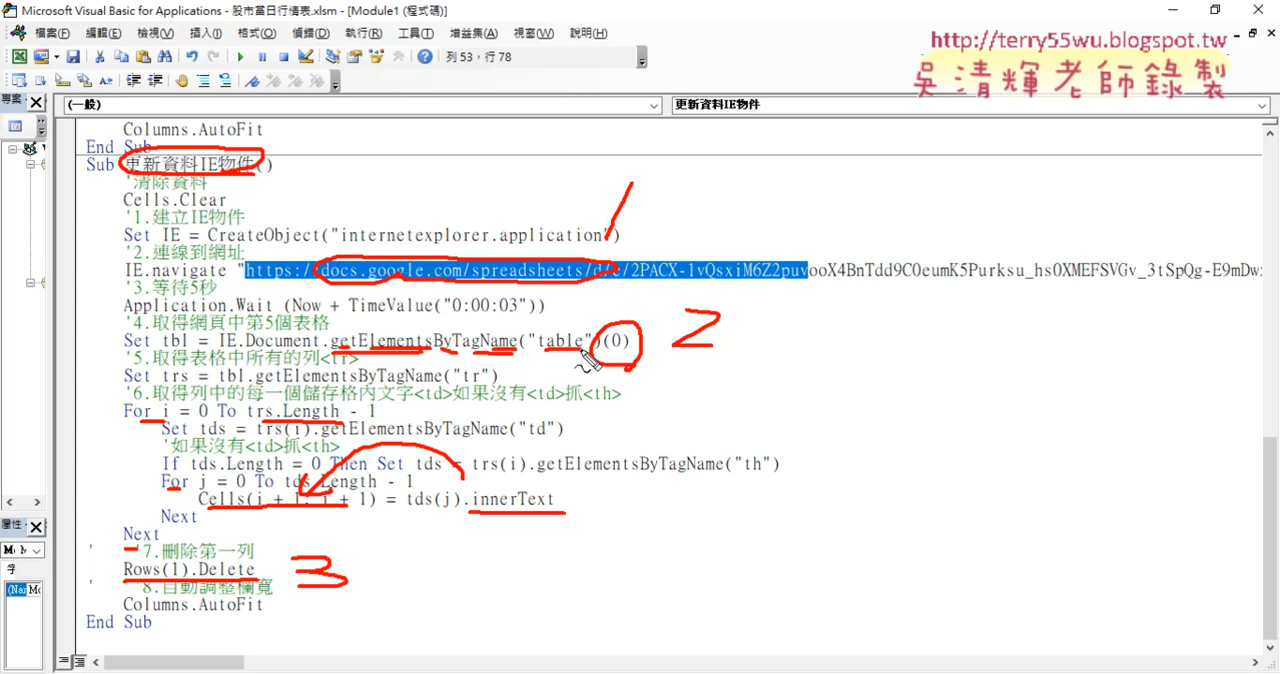 Microsoft Visual Basic for Applications - 股市當日行情表.xlsm - [Module1 (程式碼)]
檔案(F) 編輯(E) 檢視(V) 插入(I) 格式(O) 偵錯(D) 執行(R) 工具(T) 增益集(A) 視窗(W) 說明(H)
http://terry55wu.blogspot.tw
吳清輝老師錄製
列 53，行 78
專案
(一般)
更新資料IE物件
Columns.AutoFit
End Sub
Sub 更新資料IE物件()
'清除資料
Cells.Clear
'1.建立IE物件
Set IE = CreateObject("internetexplorer.application")
'2.連線到網址
'3.等待5秒
Application.Wait (Now + TimeValue("0:00:03"))
'4.取得網頁中第5個表格
Set tbl = IE.Document.getElementsByTagName("table")(0)
2
'5.取得表格中所有的列<tr>
Set trs = tbl.getElementsByTagName("tr")
'6.取得列中的每一個儲存格內文字<td>如果沒有<td>抓<th>
For i = 0 To trs.Length - 1
Set tds = trs(i).getElementsByTagName("td")
'如果沒有<td>抓<th>
If tds.Length = 0 Then Set tds = trs(i).getElementsByTagName("th")
For j = 0 To tds.Length - 1
Cells(i + 1, j + 1) = tds(j).innerText
Next
Next
' '7.刪除第一列
Rows(1).Delete
3
' '8.自動調整欄寬
Columns.AutoFit
End Sub
屬性